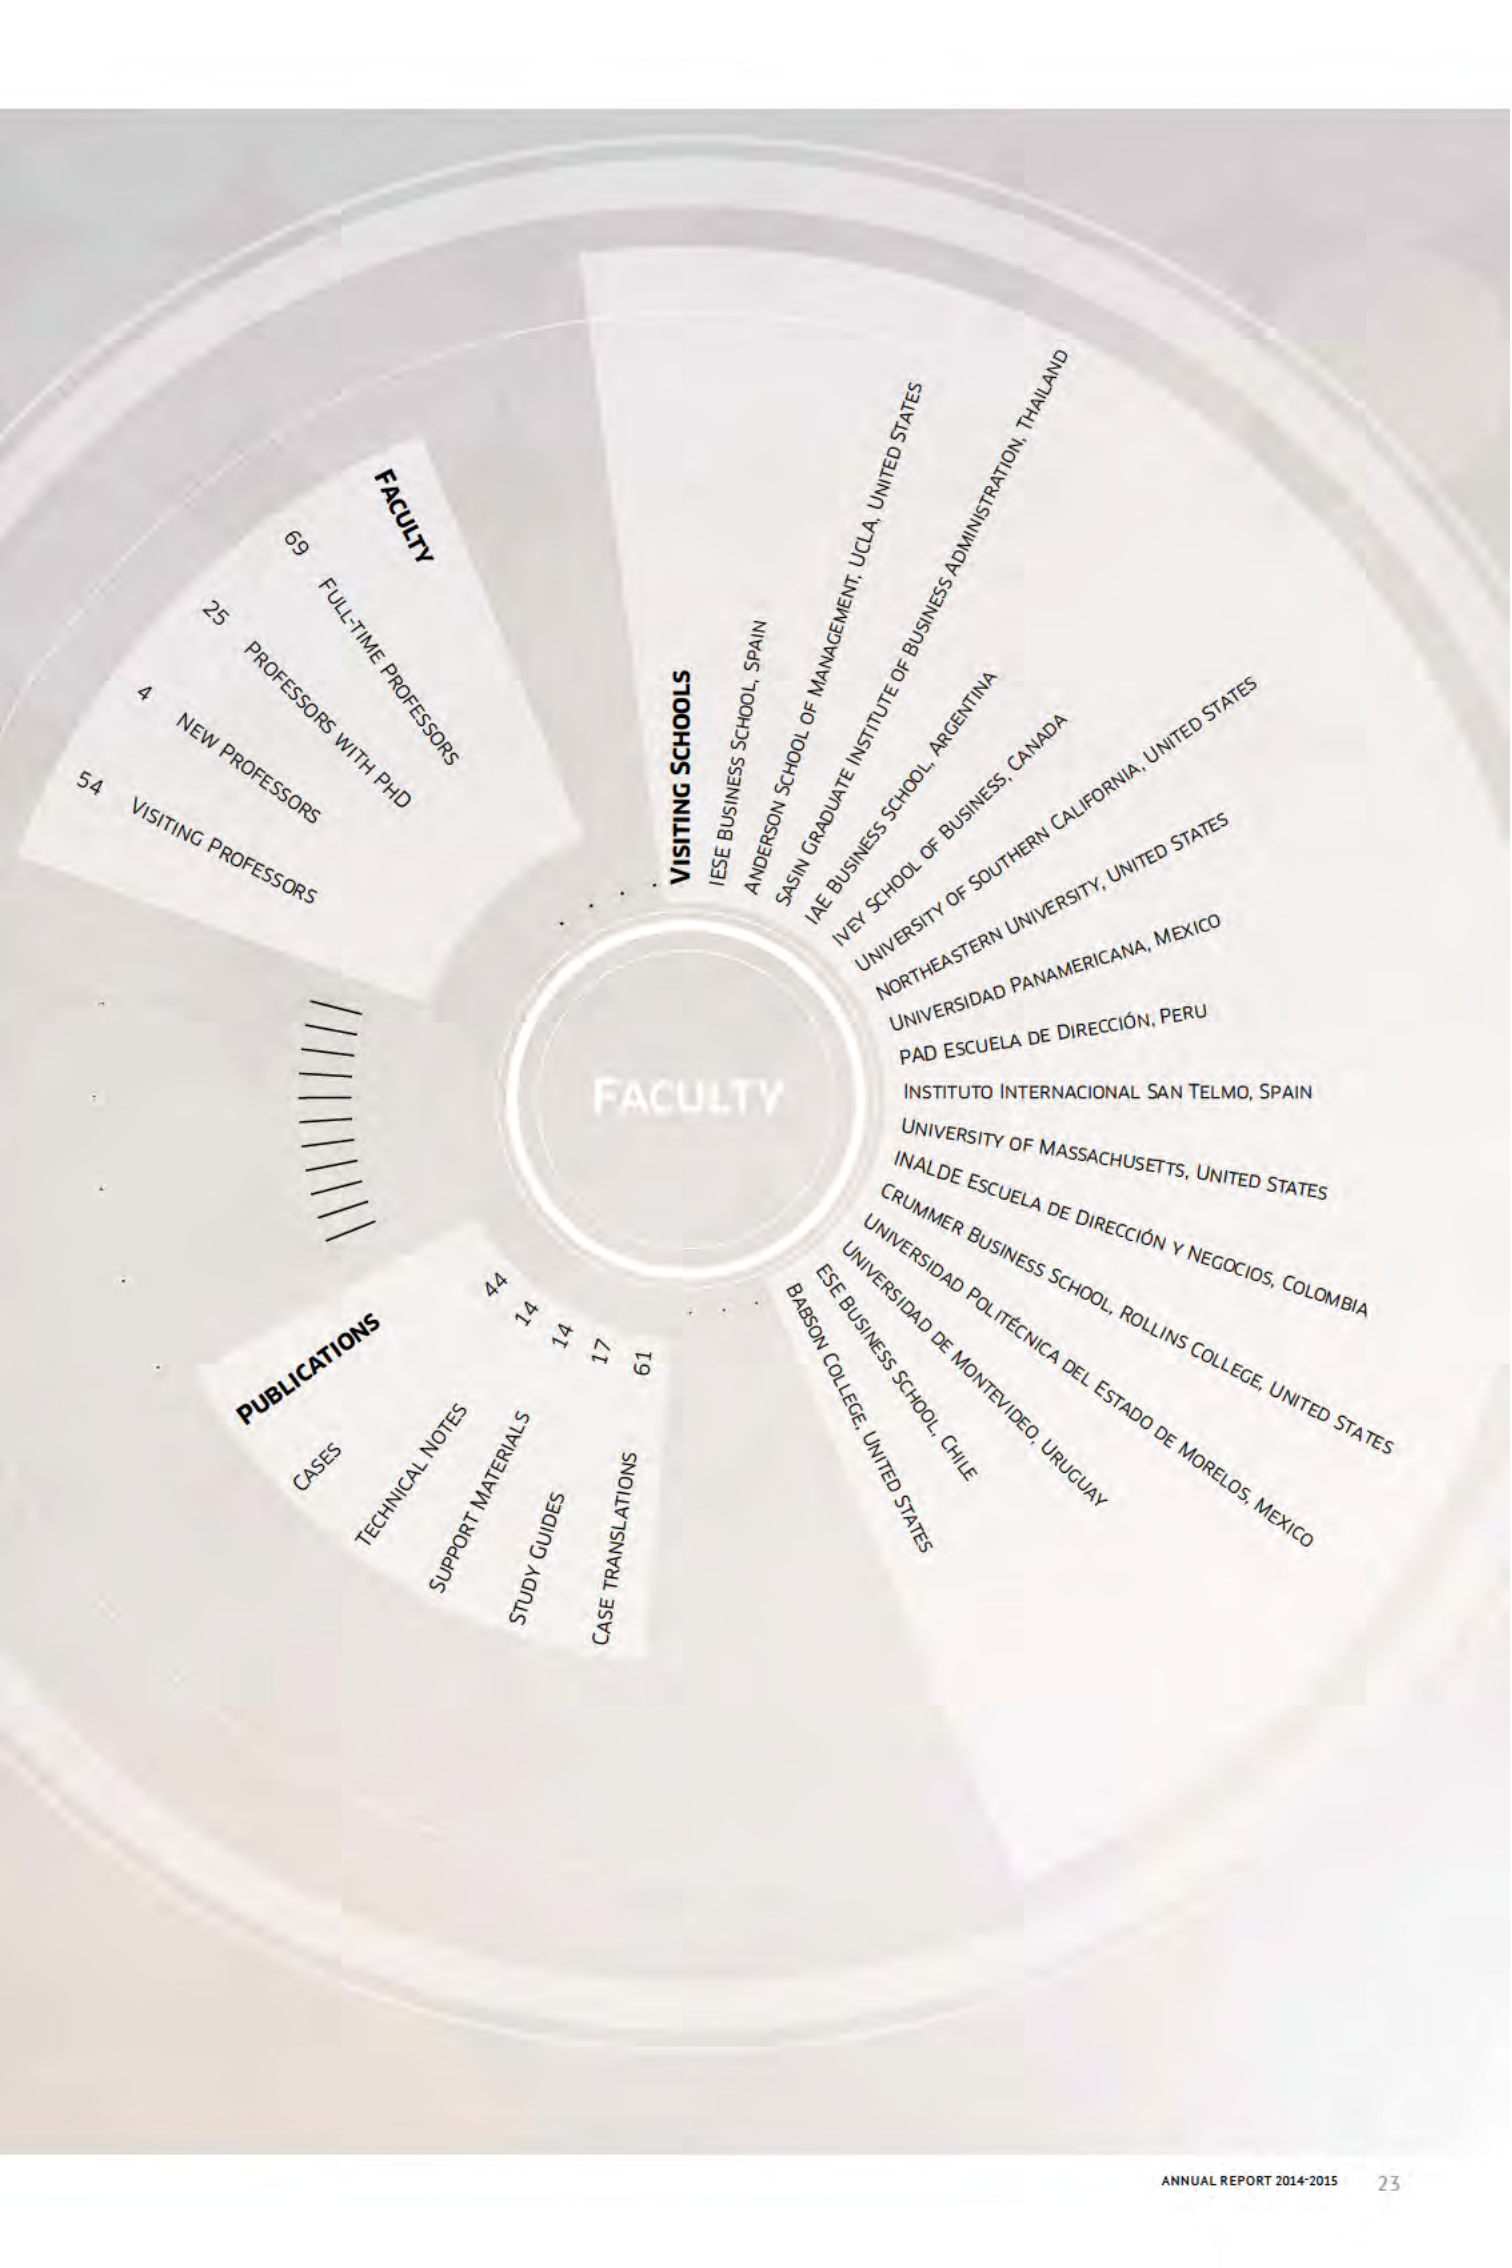 FACULTY
69 FULL-TIME PROFESSORS
25 PROFESSORS WITH PHD
4 NEW PROFESSORS
54 VISITING PROFESSORS
VISITING SCHOOLS
IESE BUSINESS SCHOOL, SPAIN
ANDERSON SCHOOL OF MANAGEMENT, UCLA, UNITED STATES
SASIN GRADUATE INSTITUTE OF BUSINESS ADMINISTRATION, THAILAND
IAE BUSINESS SCHOOL, ARGENTINA
IVEY SCHOOL OF BUSINESS, CANADA
UNIVERSITY OF SOUTHERN CALIFORNIA, UNITED STATES
NORTHEASTERN UNIVERSITY, UNITED STATES
UNIVERSIDAD PANAMERICANA, MEXICO
PAD ESCUELA DE DIRECCIÓN, PERU
INSTITUTO INTERNACIONAL SAN TELMO, SPAIN
UNIVERSITY OF MASSACHUSETTS, UNITED STATES
INALDE ESCUELA DE DIRECCIÓN Y NEGOCIOS, COLOMBIA
CRUMMER BUSINESS SCHOOL, ROLLINS COLLEGE, UNITED STATES
UNIVERSIDAD POLITÉCNICA DEL ESTADO DE MORELOS, MEXICO
UNIVERSIDAD DE MONTEVIDEO, URUGUAY
ESE BUSINESS SCHOOL, CHILE
BABSON COLLEGE, UNITED STATES
FACULTY
PUBLICATIONS
44 CASES
14 TECHNICAL NOTES
14 SUPPORT MATERIALS
17 STUDY GUIDES
61 CASE TRANSLATIONS
ANNUAL REPORT 2014-2015 23